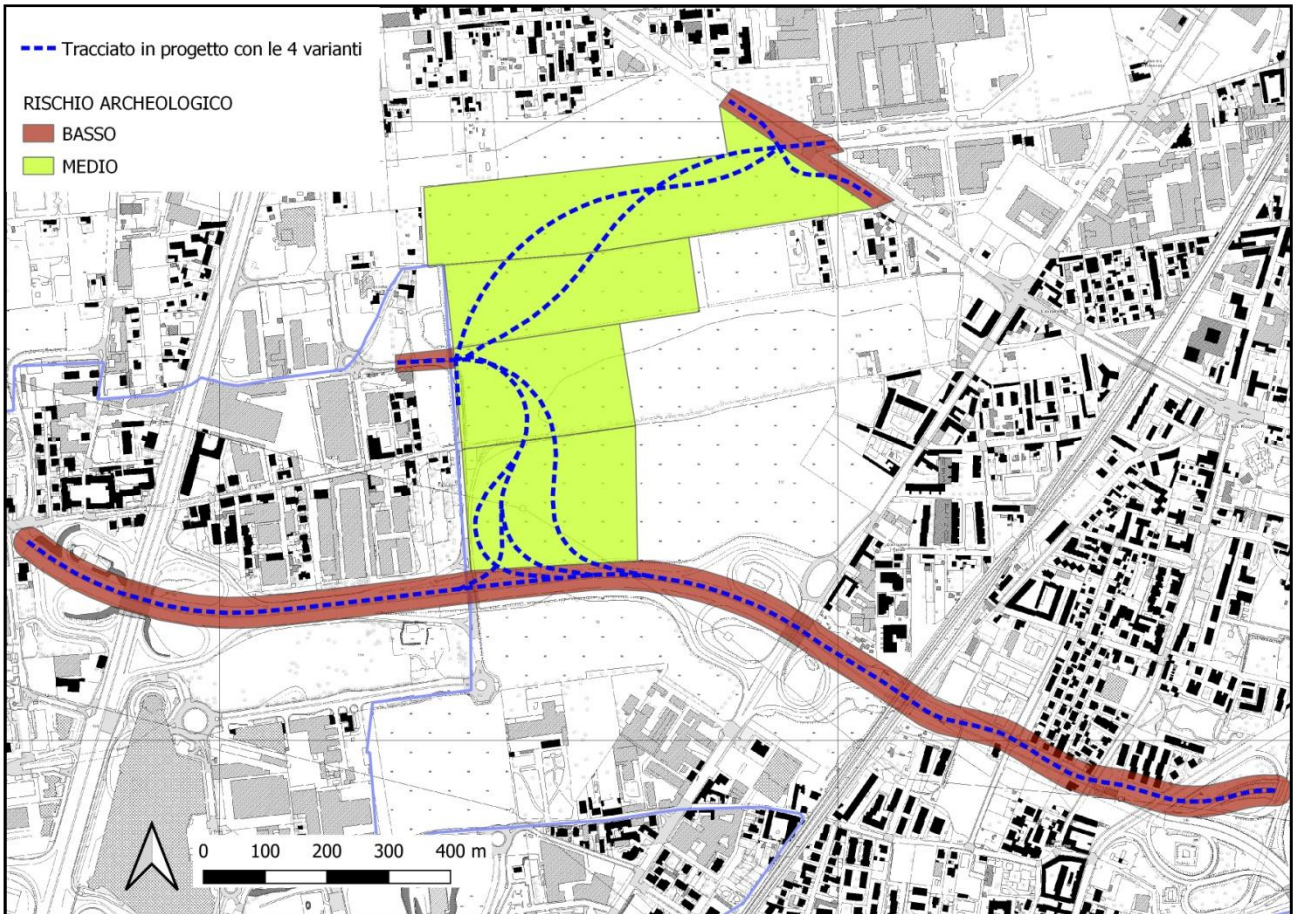 Tracciato in progetto con le 4 varianti
RISCHIO ARCHEOLOGICO
BASSO
MEDIO
0 100 200 300 400 m